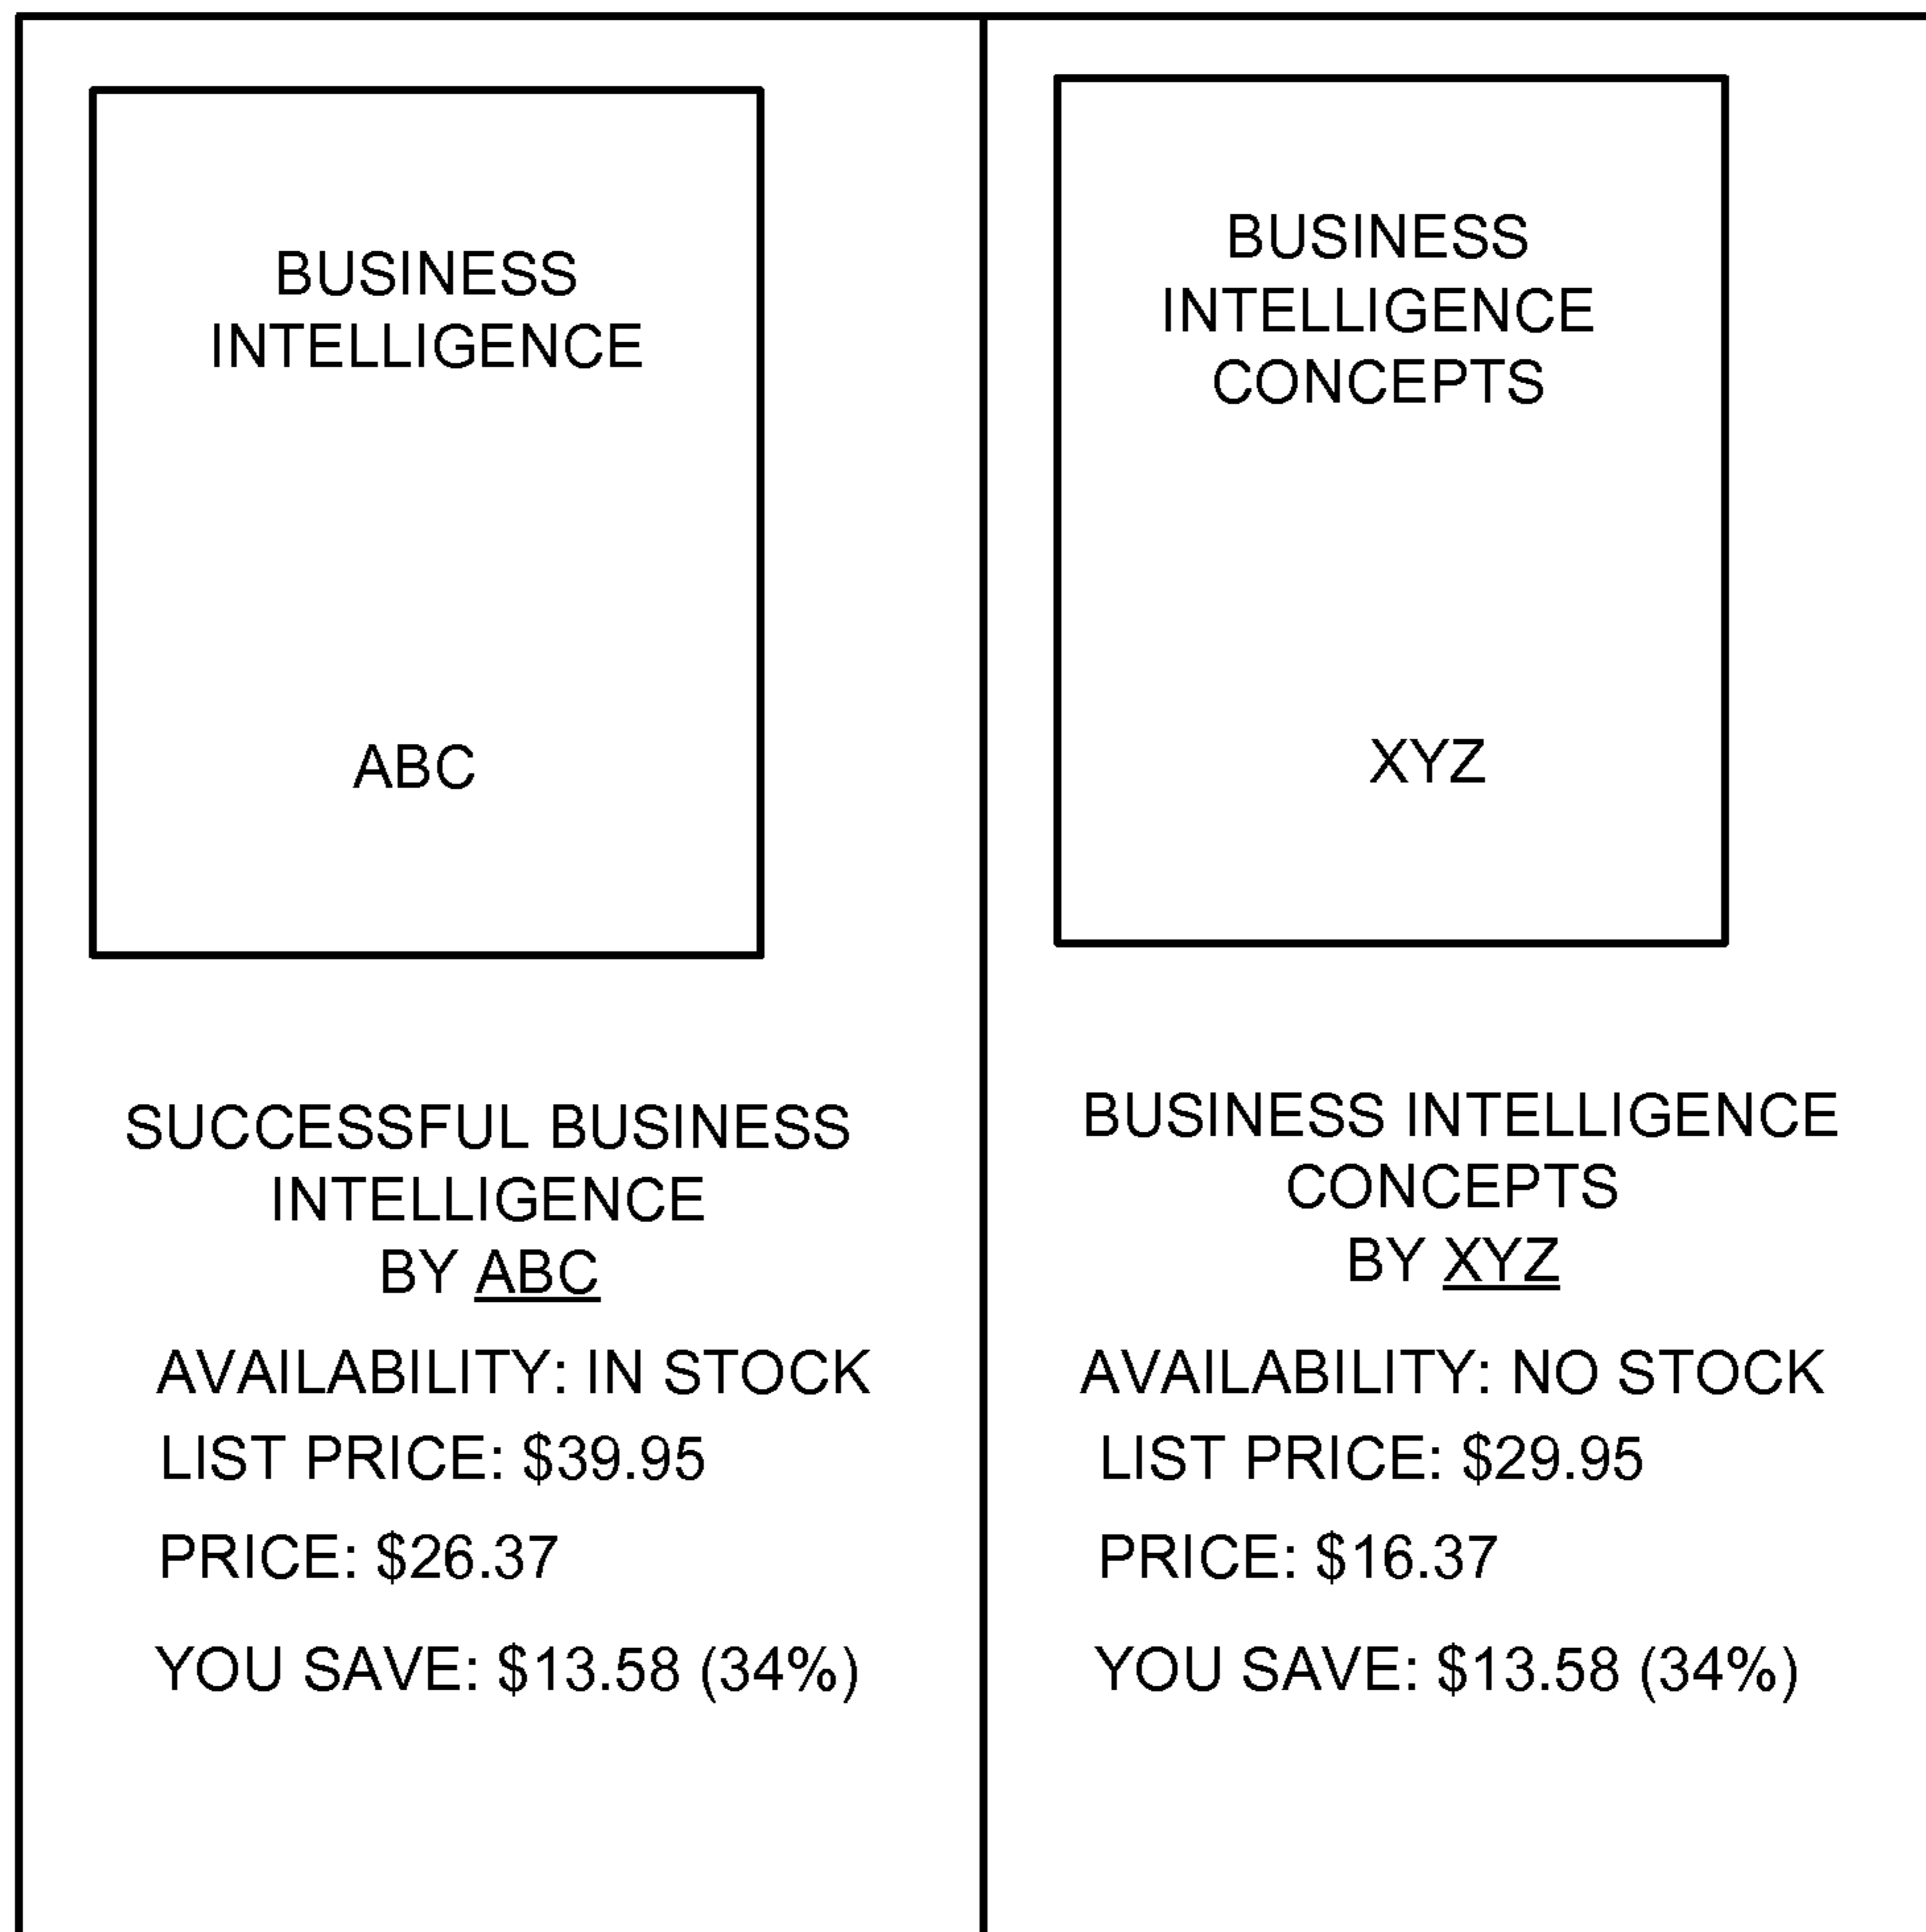 BUSINESS
INTELLIGENCE
ABC
SUCCESSFUL BUSINESS
INTELLIGENCE
BY ABC
AVAILABILITY: IN STOCK
LIST PRICE: $39.95
PRICE: $26.37
YOU SAVE: $13.58 (34%)
BUSINESS
INTELLIGENCE
CONCEPTS
XYZ
BUSINESS INTELLIGENCE
CONCEPTS
BY XYZ
AVAILABILITY: NO STOCK
LIST PRICE: $29.95
PRICE: $16.37
YOU SAVE: $13.58 (34%)